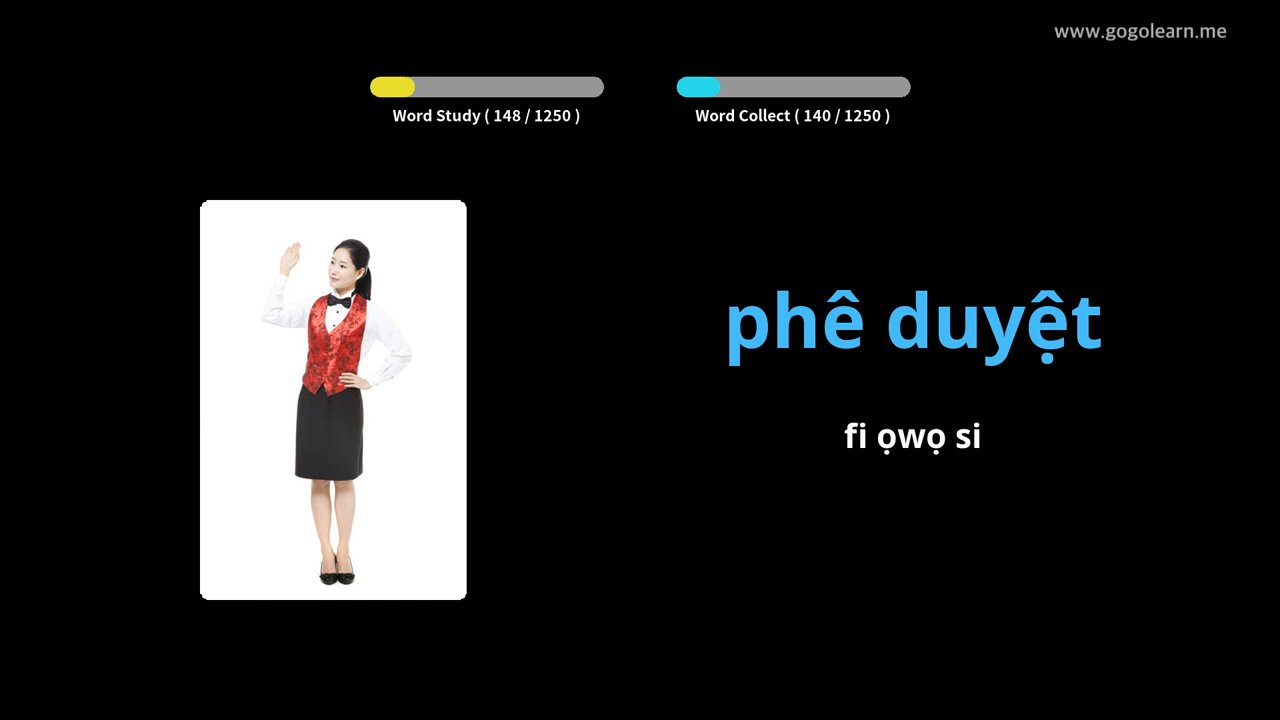 www.gogolearn.me
Word Study ( 148 / 1250 )
Word Collect ( 140 / 1250 )
phê duyệt
fi ọwọ si